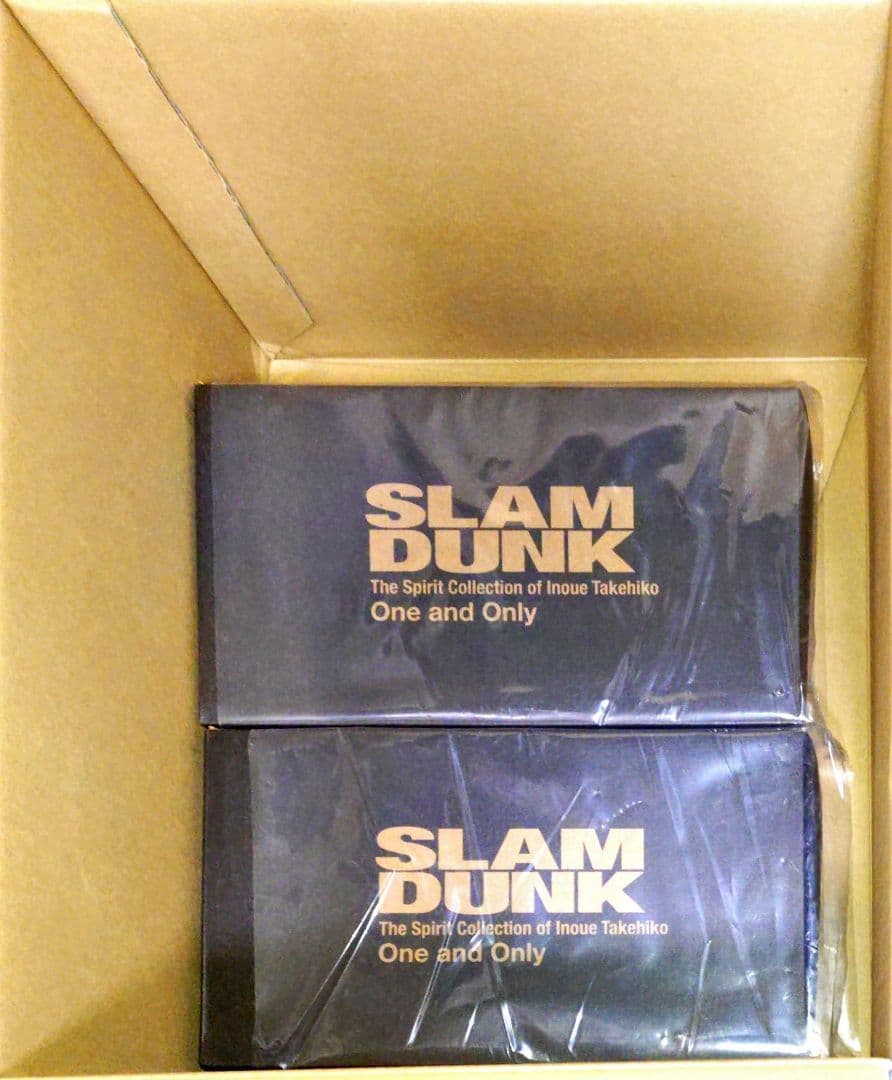 SLAM
DUNK
The Spirit Collection of Inoue Takehiko
One and Only
SLAM
DUNK
The Spirit Collection of Inoue Takehiko
One and Only